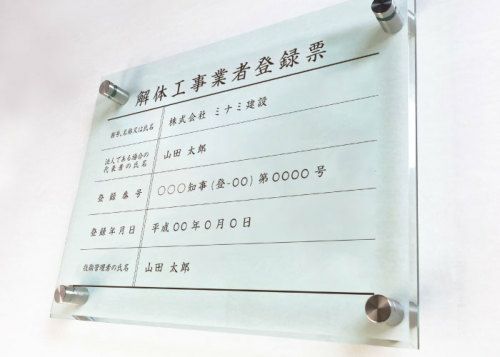 解体工事業者登録票
商号、名称又は氏名 株式会社 ミナミ建設
法人である場合の
代表者の氏名 山田 太郎
登録番号 〇〇〇知事(登-00)第0000号
登録年月日 平成00年0月0日
技術管理者の氏名 山田 太郎